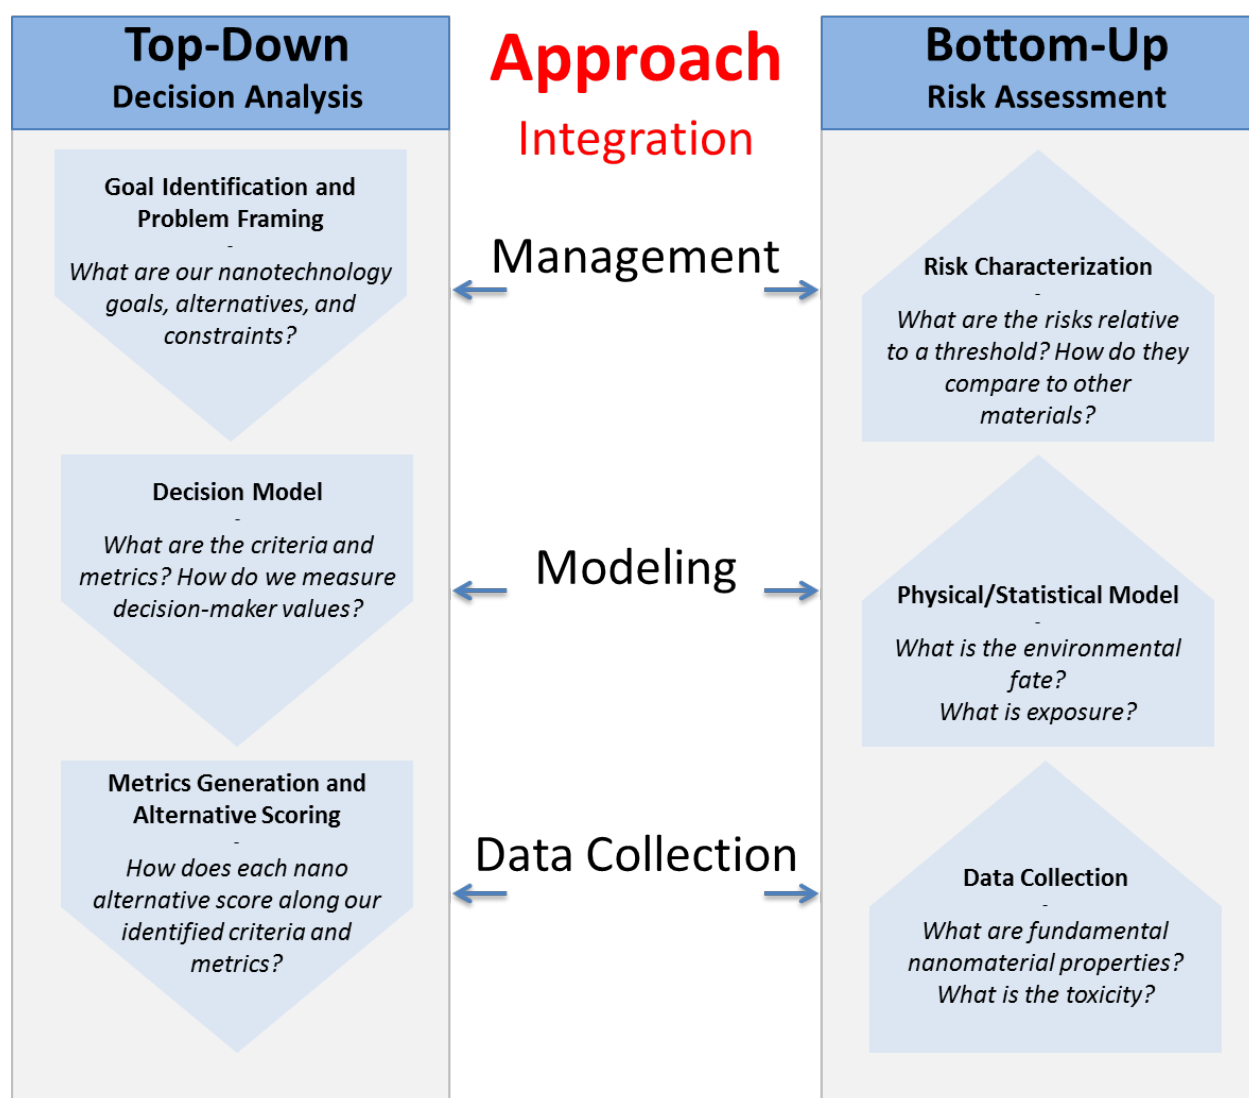 Top-Down
Decision Analysis
Goal Identification and
Problem Framing
-
What are our nanotechnology
goals, alternatives, and
constraints?
Decision Model
-
What are the criteria and
metrics? How do we measure
decision-maker values?
Metrics Generation and
Alternative Scoring
-
How does each nano
alternative score along our
identified criteria and
metrics?
Approach
Integration
Management
Modeling
Data Collection
Bottom-Up
Risk Assessment
Risk Characterization
-
What are the risks relative
to a threshold? How do they
compare to other
materials?
Physical/Statistical Model
-
What is the environmental
fate?
What is exposure?
Data Collection
-
What are fundamental
nanomaterial properties?
What is the toxicity?